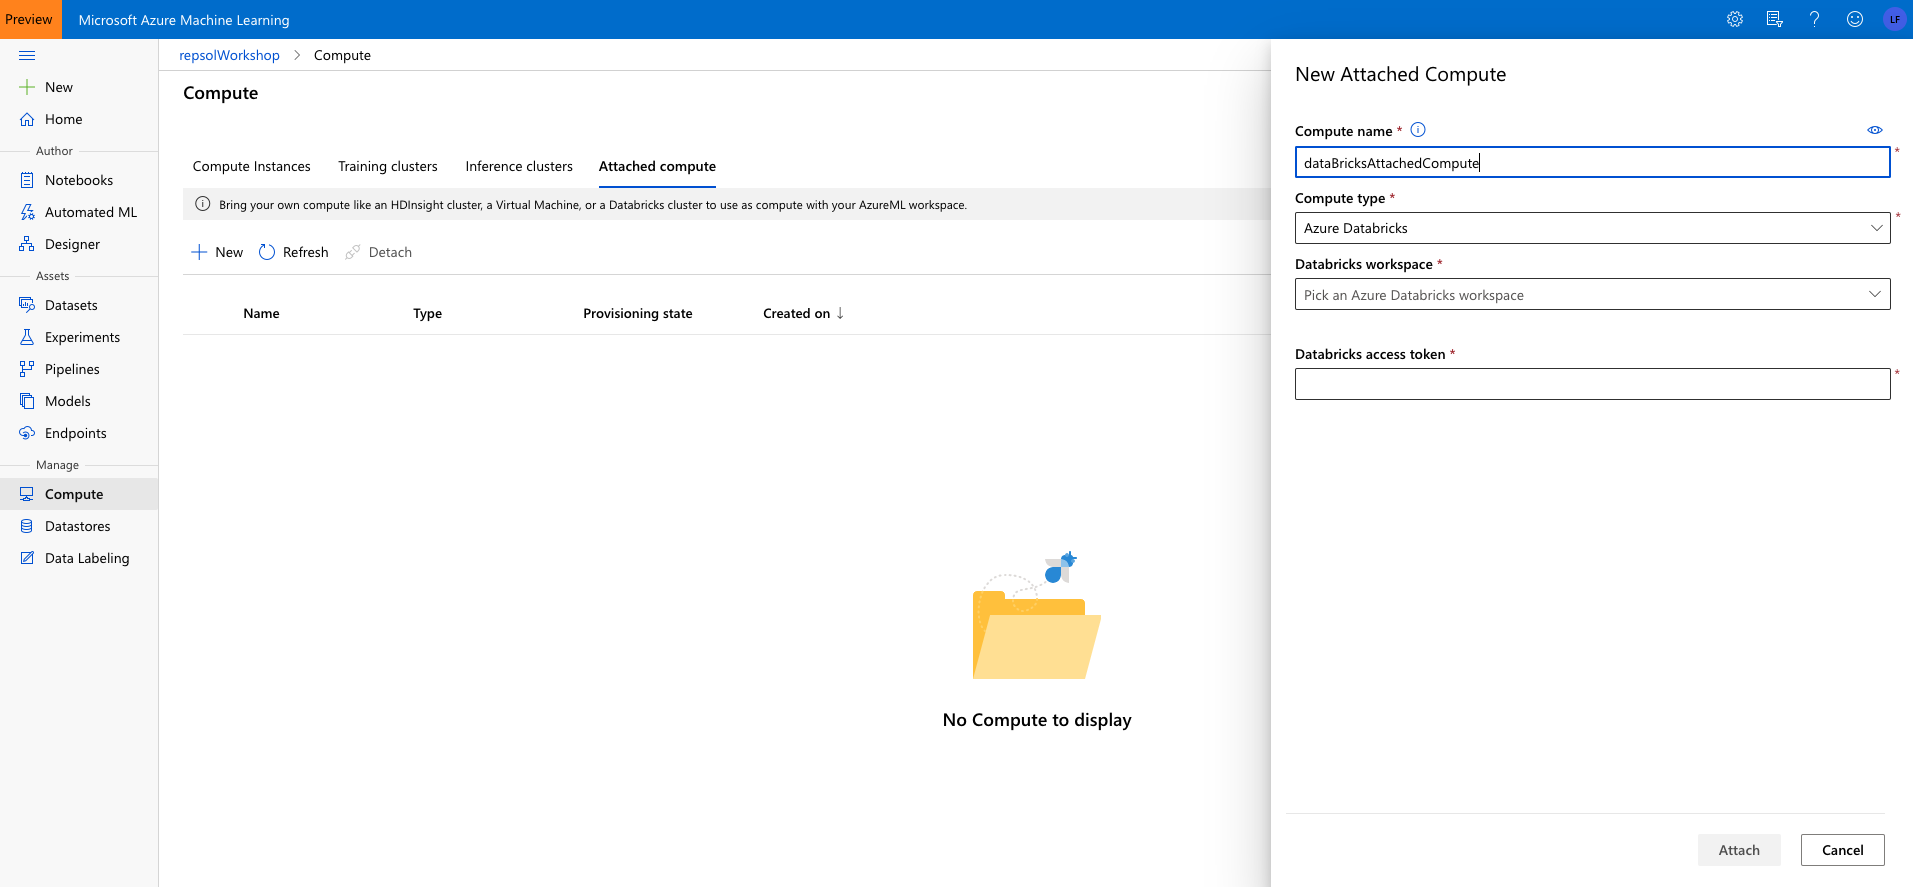 Preview
Microsoft Azure Machine Learning
LF
New
Home
Author
Notebooks
Automated ML
Designer
Assets
Datasets
Experiments
Pipelines
Models
Endpoints
Manage
Compute
Datastores
Data Labeling
repsolWorkshop > Compute
Compute
Compute Instances Training clusters Inference clusters Attached compute
Bring your own compute like an HDInsight cluster, a Virtual Machine, or a Databricks cluster to use as compute with your AzureML workspace.
New Refresh Detach
Name Type Provisioning state Created on ↓
No Compute to display
New Attached Compute
Compute name *
dataBricksAttachedCompute *
Compute type *
Azure Databricks *
Databricks workspace *
Pick an Azure Databricks workspace
Databricks access token *
*
Attach Cancel